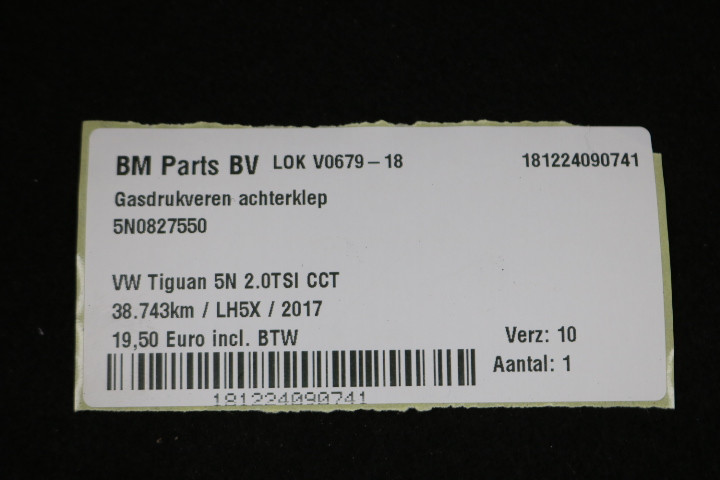 BM Parts BV LOK V0679-18 181224090741
Gasdrukveren achterklep
5N0827550
VW Tiguan 5N 2.0TSI CCT
38.743km / LH5X / 2017
19,50 Euro incl. BTW Verz: 10
Aantal: 1
181224090741